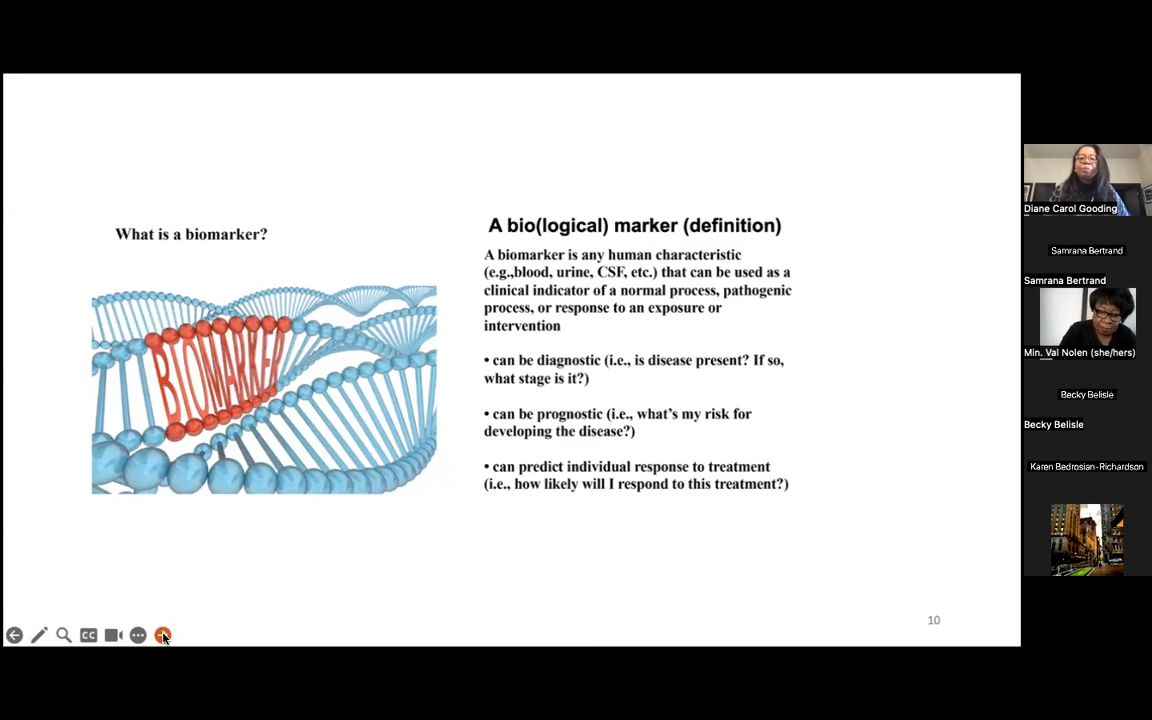 What is a biomarker?
BIOMARKER
A bio(logical) marker (definition)
A biomarker is any human characteristic
(e.g.,blood, urine, CSF, etc.) that can be used as a
clinical indicator of a normal process, pathogenic
process, or response to an exposure or
intervention
• can be diagnostic (i.e., is disease present? If so,
what stage is it?)
• can be prognostic (i.e., what's my risk for
developing the disease?)
• can predict individual response to treatment
(i.e., how likely will I respond to this treatment?)
10
CC
Diane Carol Gooding
Samrana Bertrand
Samrana Bertrand
Min. Val Nolen (she/hers)
Becky Belisle
Becky Belisle
Karen Bedrosian-Richardson